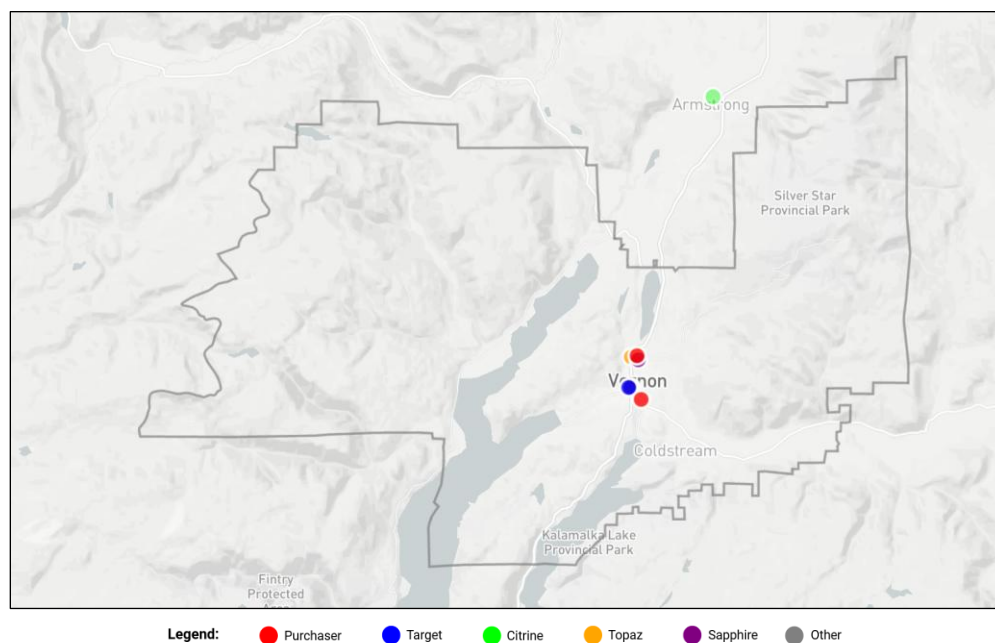 Armstrong
Silver Star
Provincial Park
Vernon
Coldstream
Kalamalka Lake
Provincial Park
Fintry
Protected
Area
Legend: Purchaser Target Citrine Topaz Sapphire Other